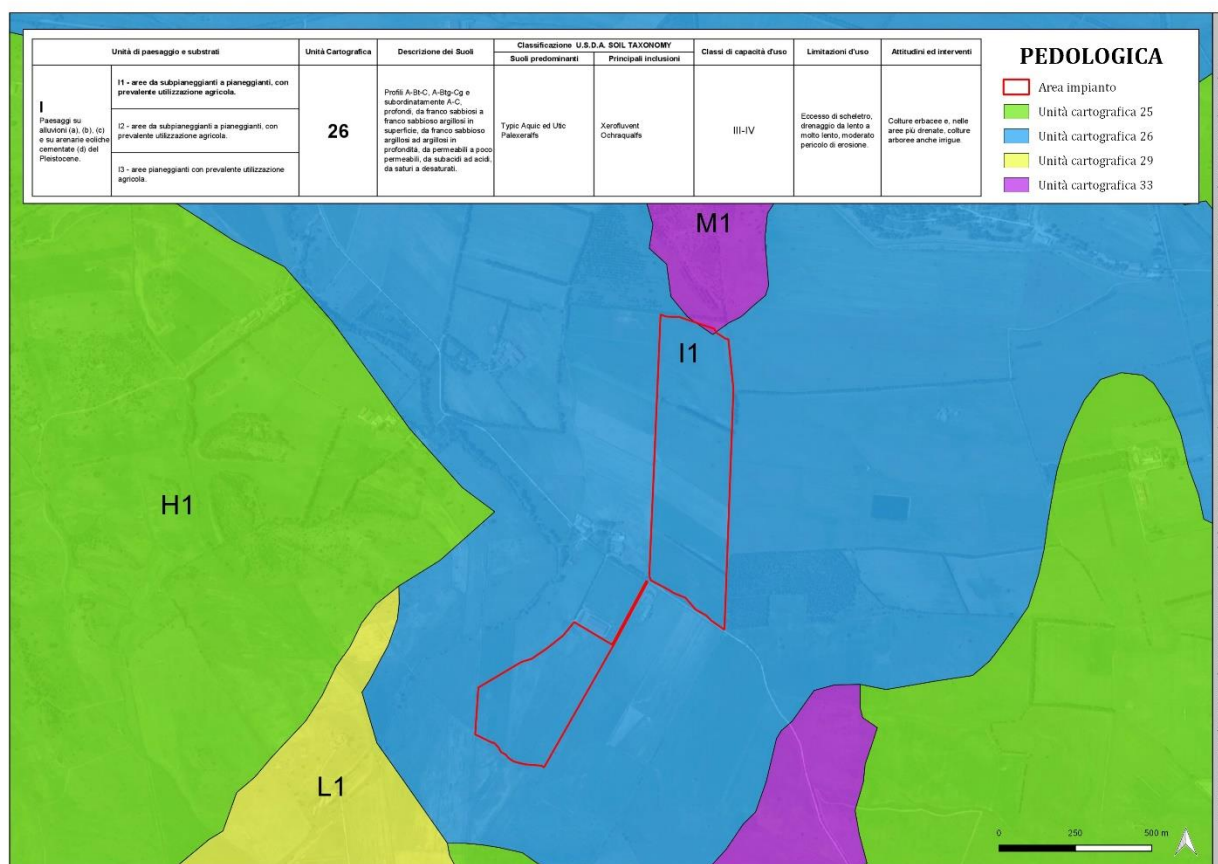 Unità di paesaggio e substrati
Unità Cartografica
Descrizione dei Suoli
Classificazione U.S.D.A. SOIL TAXONOMY
Suoli predominanti
Principali inclusioni
Classi di capacità d'uso
Limitazioni d'uso
Attitudini ed interventi
I
Paesaggi su
alluvioni (a), (b), (c)
e su arenarie eoliche
cementate (d) del
Pleistocene.
I1 - aree da subpianeggianti a pianeggianti, con
prevalente utilizzazione agricola.
I2 - aree da subpianeggianti a pianeggianti, con
prevalente utilizzazione agricola.
I3 - aree pianeggianti con prevalente utilizzazione
agricola.
26
Profili A-Bt-C, A-Btg-Cg e
subordinatamente A-C,
profondi, da franco sabbiosi a
franco sabbioso argillosi in
superficie, da franco sabbioso
argillosi ad argillosi in
profondità, da permeabili a poco
permeabili, da subacidi ad acidi,
da saturi a desaturati.
Typic Aquic ed Utic
Palexeralfs
Xerofluvent
Ochraqualfs
III-IV
Eccesso di scheletro,
drenaggio da lento a
molto lento, moderato
pericolo di erosione.
Colture erbacee e, nelle
aree più drenate, colture
arboree anche irrigue.
PEDOLOGICA
Area impianto
Unità cartografica 25
Unità cartografica 26
Unità cartografica 29
Unità cartografica 33
M1
I1
H1
L1
0 250 500 m